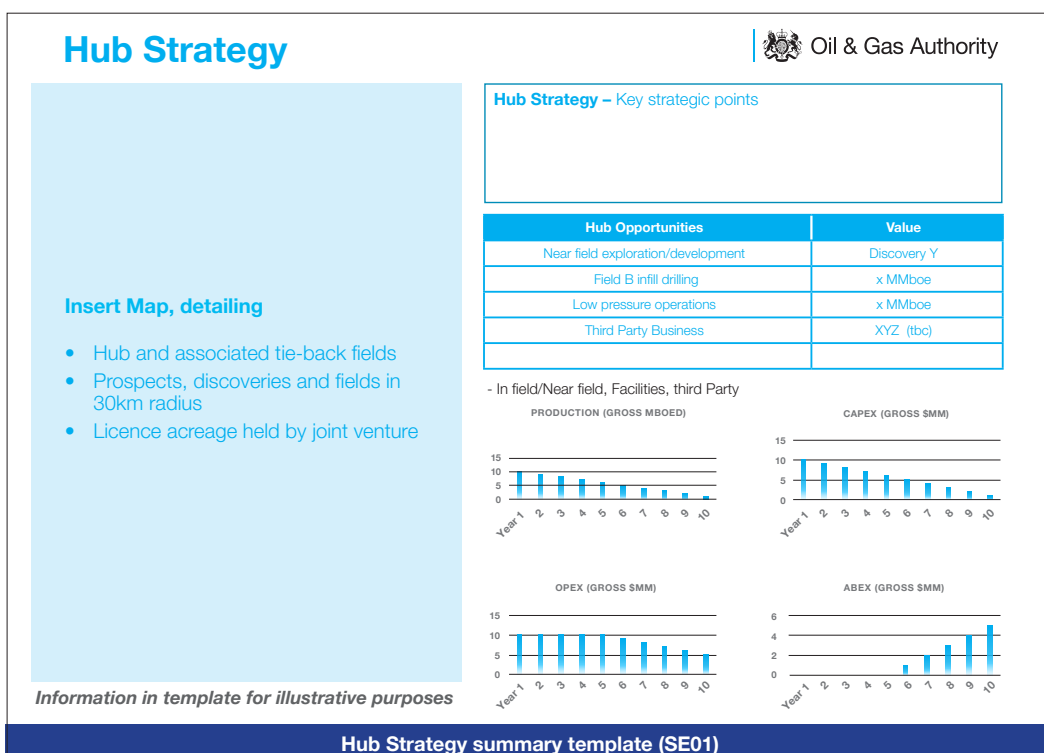 Hub Strategy
Oil & Gas Authority
Insert Map, detailing
• Hub and associated tie-back fields
• Prospects, discoveries and fields in
30km radius
• Licence acreage held by joint venture
Information in template for illustrative purposes
Hub Strategy – Key strategic points
Hub Opportunities Value
Near field exploration/development Discovery Y
Field B infill drilling x MMboe
Low pressure operations x MMboe
Third Party Business XYZ (tbc)
- In field/Near field, Facilities, third Party
PRODUCTION (GROSS MBOED)
15
10
5
0
Year 1 2 3 4 5 6 7 8 9 10
CAPEX (GROSS $MM)
15
10
5
0
Year 1 2 3 4 5 6 7 8 9 10
OPEX (GROSS $MM)
15
10
5
0
Year 1 2 3 4 5 6 7 8 9 10
ABEX (GROSS $MM)
6
4
2
0
Year 1 2 3 4 5 6 7 8 9 10
Hub Strategy summary template (SE01)